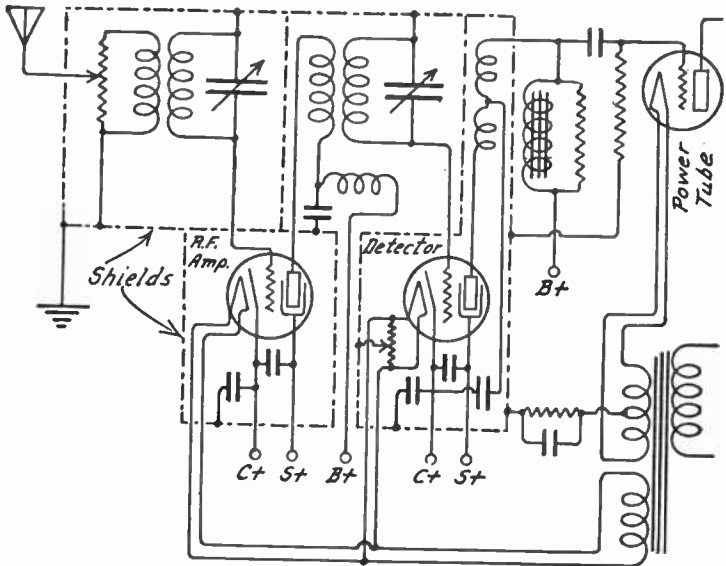 R.F.
Amp.
Shields
Detector
Power
Tube
B+
C+ S+ B+ C+ S+